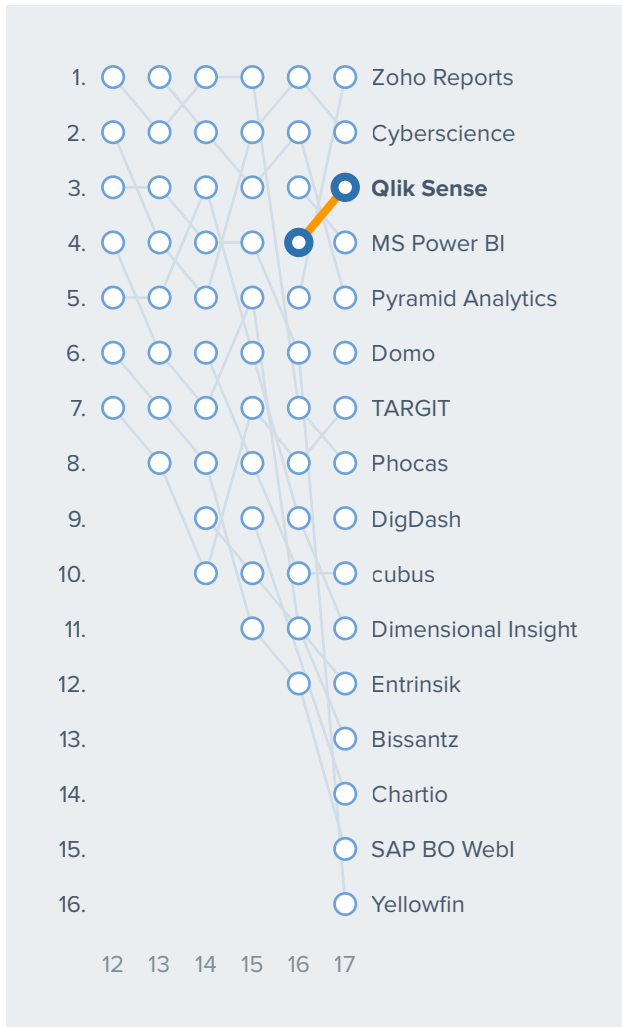 1. Zoho Reports
2. Cyberscience
3. Qlik Sense
4. MS Power BI
5. Pyramid Analytics
6. Domo
7. TARGIT
8. Phocas
9. DigDash
10. cubus
11. Dimensional Insight
12. Entrinsik
13. Bissantz
14. Chartio
15. SAP BO WebI
16. Yellowfin
12 13 14 15 16 17